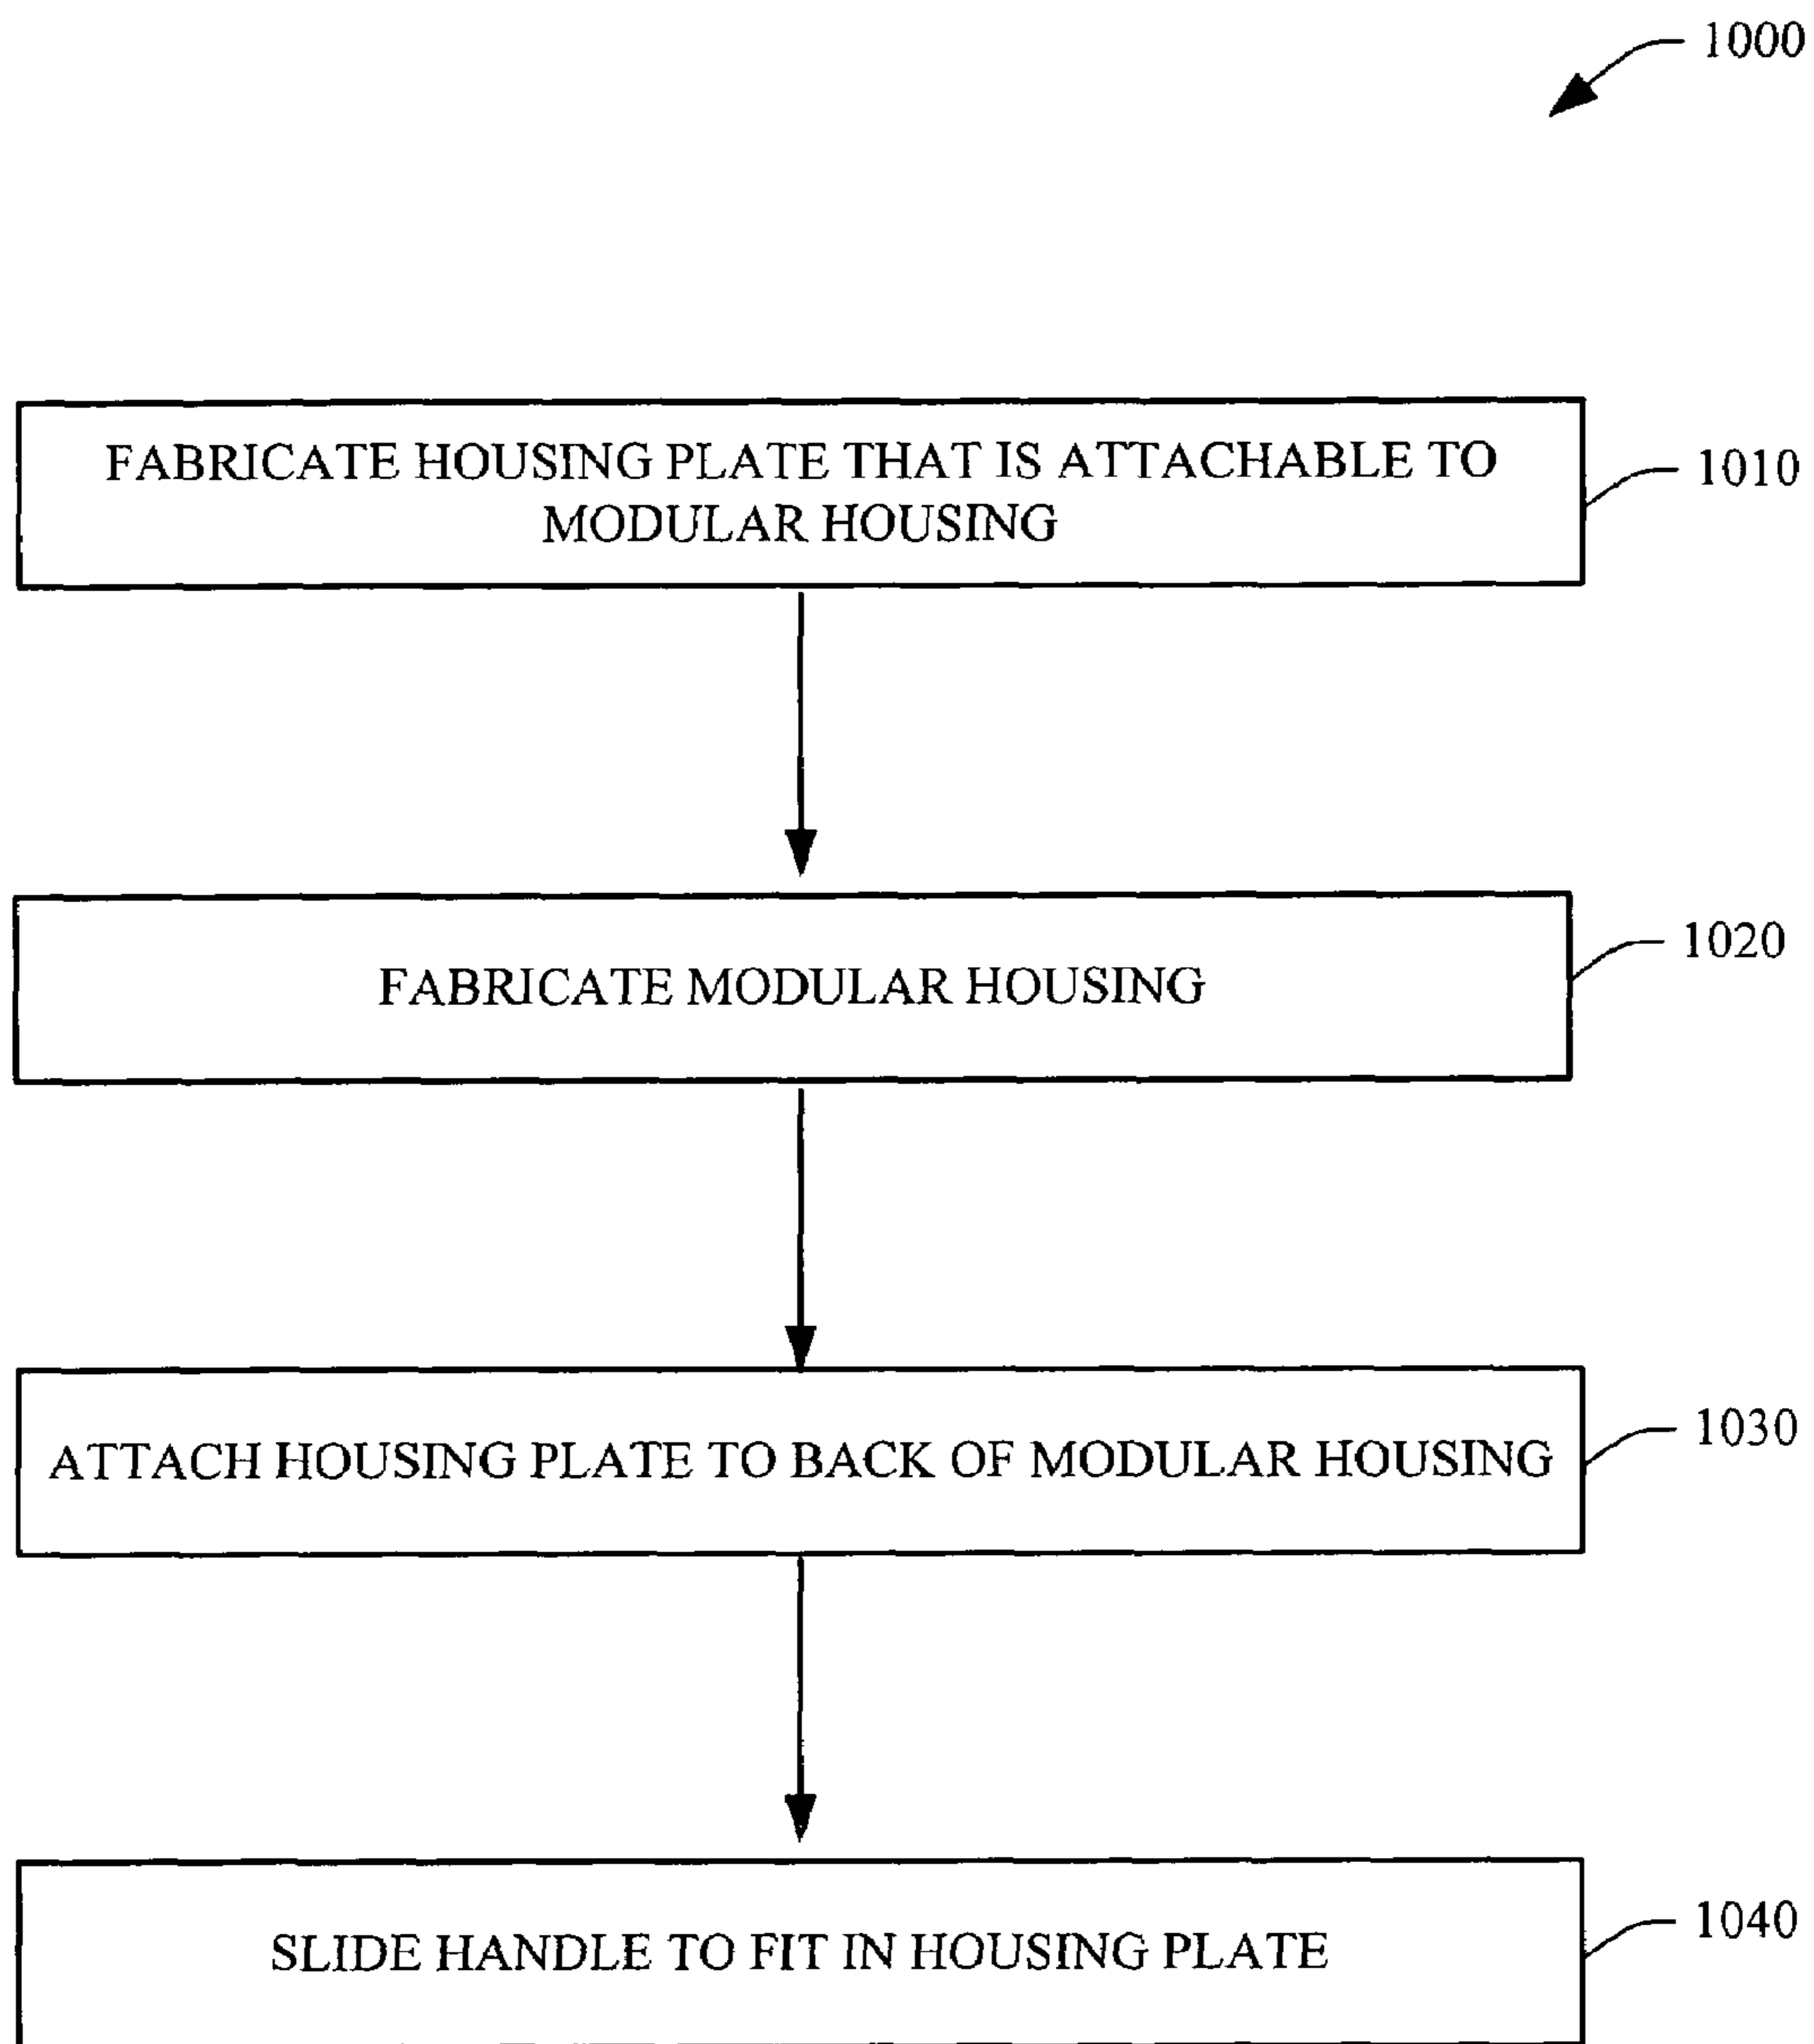 1000
FABRICATE HOUSING PLATE THAT IS ATTACHABLE TO
MODULAR HOUSING
1010
FABRICATE MODULAR HOUSING
1020
ATTACH HOUSING PLATE TO BACK OF MODULAR HOUSING
1030
SLIDE HANDLE TO FIT IN HOUSING PLATE
1040